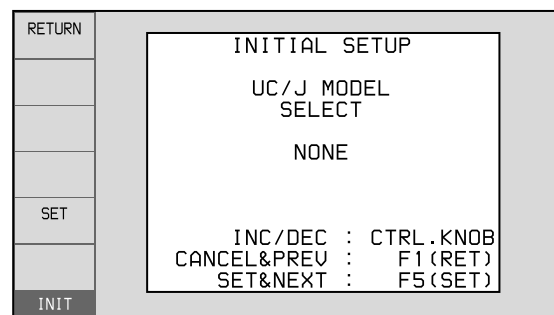 RETURN
SET
INIT
INITIAL SETUP
UC/J MODEL
SELECT
NONE
INC/DEC : CTRL.KNOB
CANCEL&PREV : F1(RET)
SET&NEXT : F5(SET)